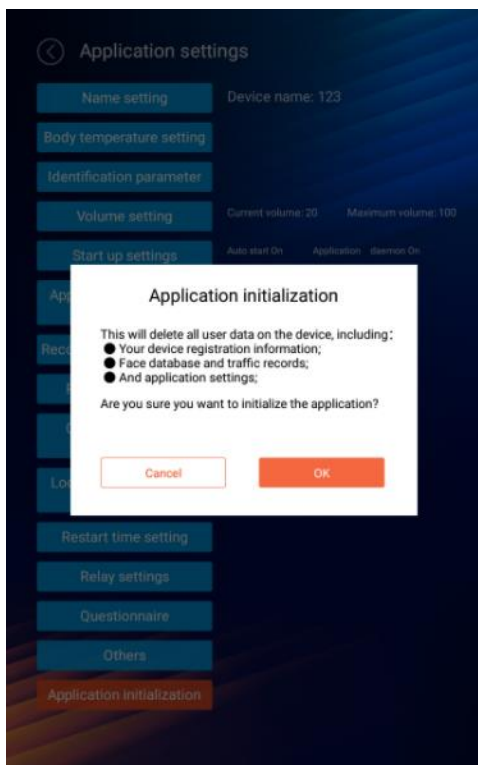 Application settings
Name setting
Device name: 123
Body temperature setting
Identification parameter
Volume setting
Current volume: 20 Maximum volume: 100
Start up settings
Auto start On Application daemon On
Application initialization
This will delete all user data on the device, including:
● Your device registration information;
● Face database and traffic records;
● And application settings;
Are you sure you want to initialize the application?
Cancel
OK
Restart time setting
Relay settings
Questionnaire
Others
Application initialization